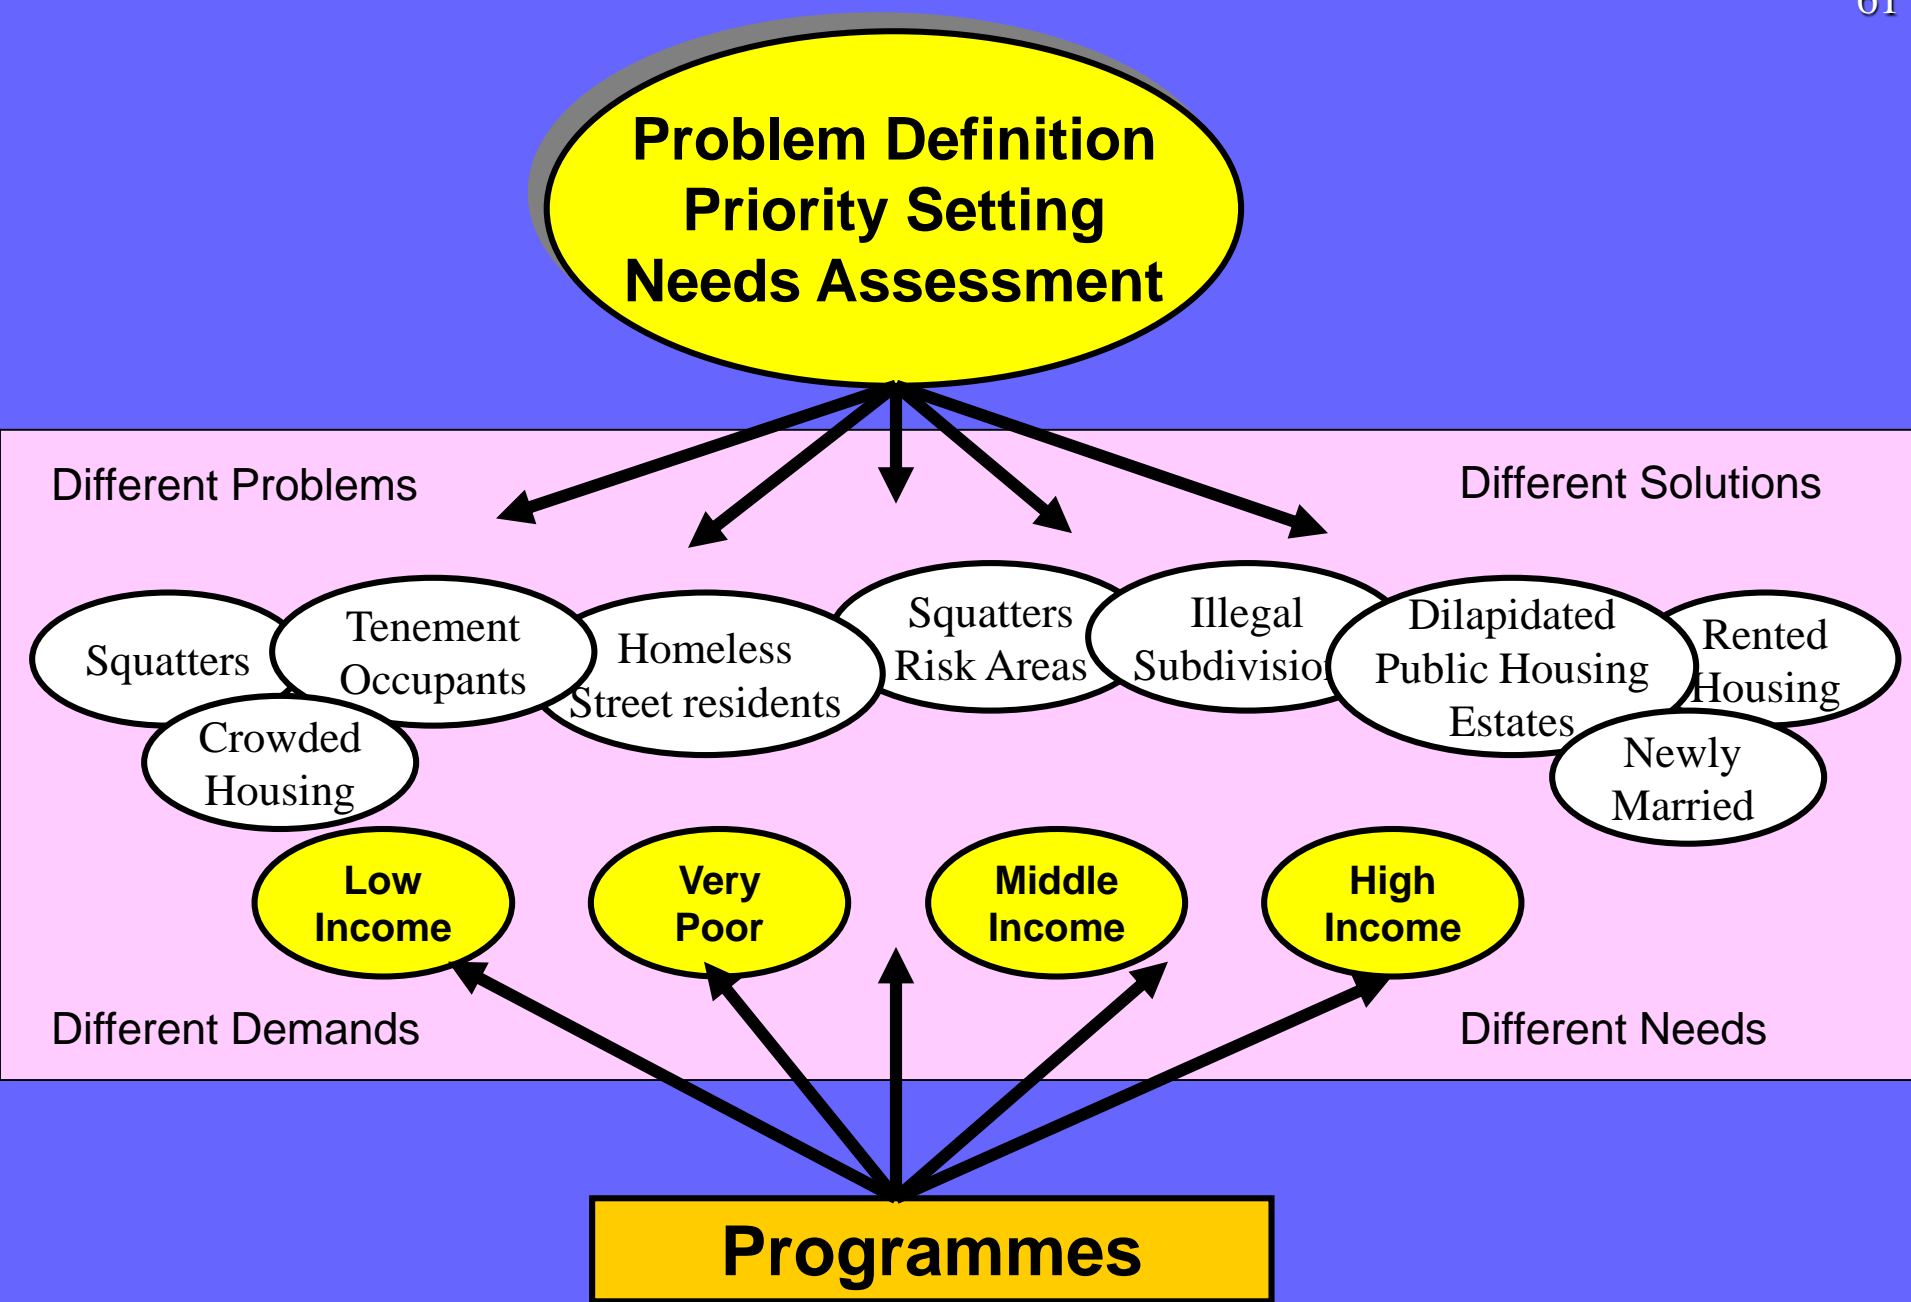 61
Problem Definition
Priority Setting
Needs Assessment
Different Problems
Different Solutions
Squatters
Tenement
Occupants
Crowded
Housing
Homeless
Street residents
Squatters
Risk Areas
Illegal
Subdivision
Dilapidated
Public Housing
Estates
Rented
Housing
Newly
Married
Low
Income
Very
Poor
Middle
Income
High
Income
Different Demands
Different Needs
Programmes